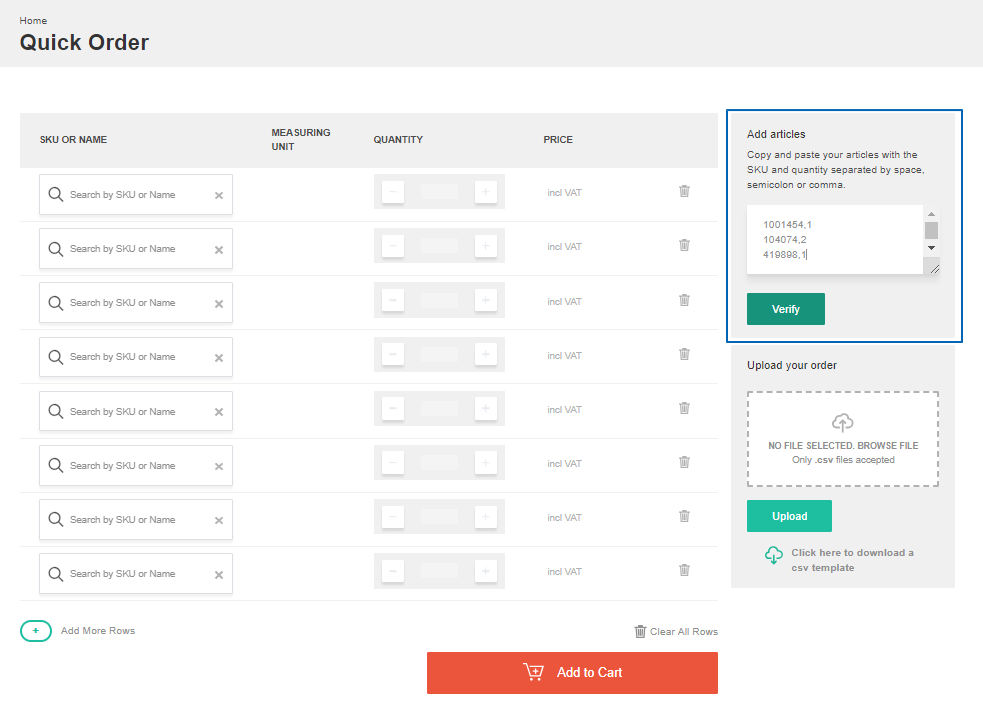 Home
Quick Order
SKU OR NAME
MEASURING
UNIT
QUANTITY
PRICE
Search by SKU or Name
incl VAT
Search by SKU or Name
incl VAT
Search by SKU or Name
incl VAT
Search by SKU or Name
incl VAT
Search by SKU or Name
incl VAT
Search by SKU or Name
incl VAT
Search by SKU or Name
incl VAT
Search by SKU or Name
incl VAT
Add More Rows
Clear All Rows
Add to Cart
Add articles
Copy and paste your articles with the
SKU and quantity separated by space,
semicolon or comma.
1001454,1
104074,2
419898,1
Verify
Upload your order
NO FILE SELECTED. BROWSE FILE
Only .csv files accepted
Upload
Click here to download a
csv template